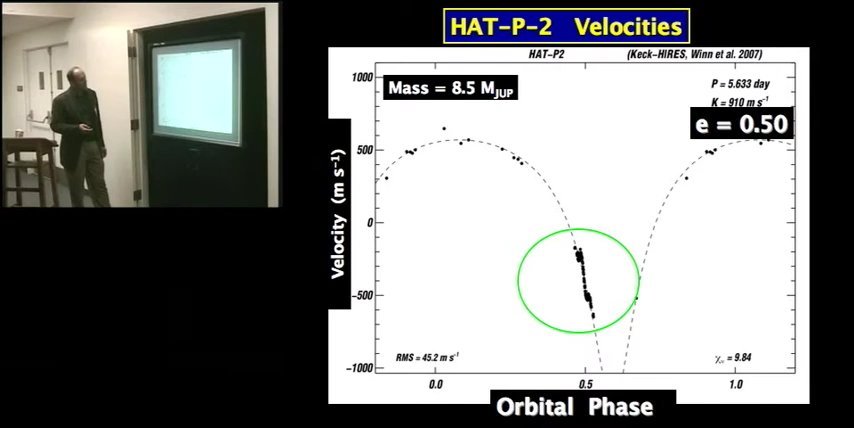 HAT-P-2 Velocities
HAT-P2 (Keck-HIRES, Winn et al. 2007)
Mass = 8.5 MJUP
P = 5.633 day
K = 910 m s⁻¹
e = 0.50
Velocity (m s⁻¹)
1000
500
0
-500
-1000
RMS = 45.2 m s⁻¹
χν = 9.84
0.0 0.5 1.0
Orbital Phase